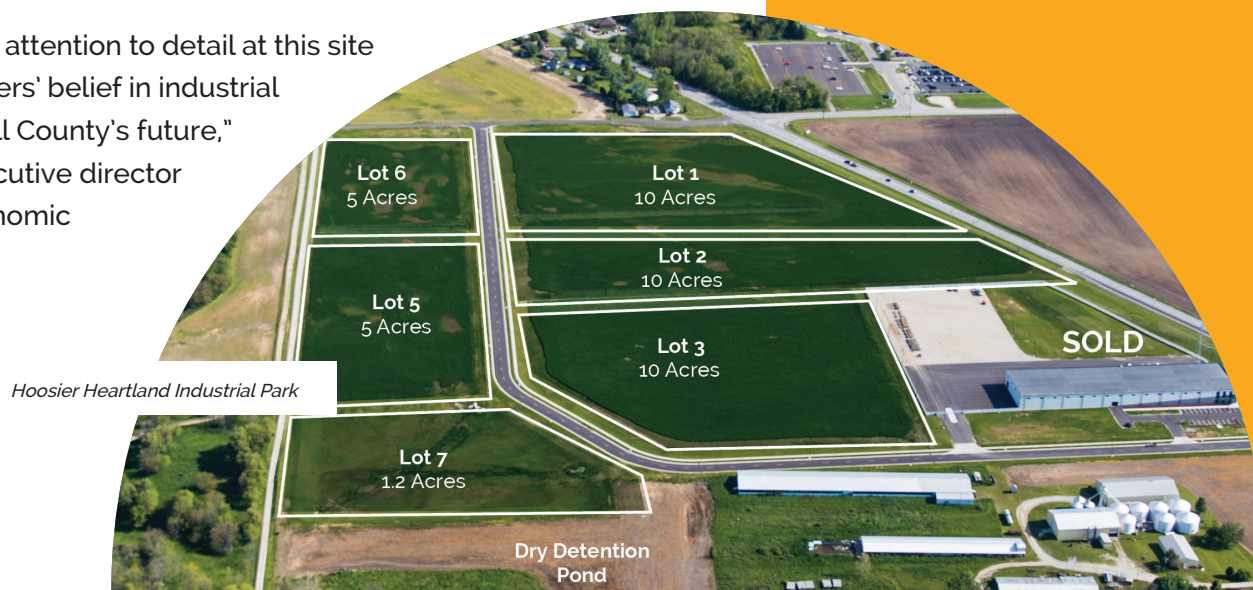 attention to detail at this site
ers’ belief in industrial
ll County’s future,”
cutive director
nomic
Lot 6
5 Acres
Lot 1
10 Acres
Lot 2
10 Acres
Lot 5
5 Acres
Lot 3
10 Acres
SOLD
Hoosier Heartland Industrial Park
Lot 7
1.2 Acres
Dry Detention
Pond